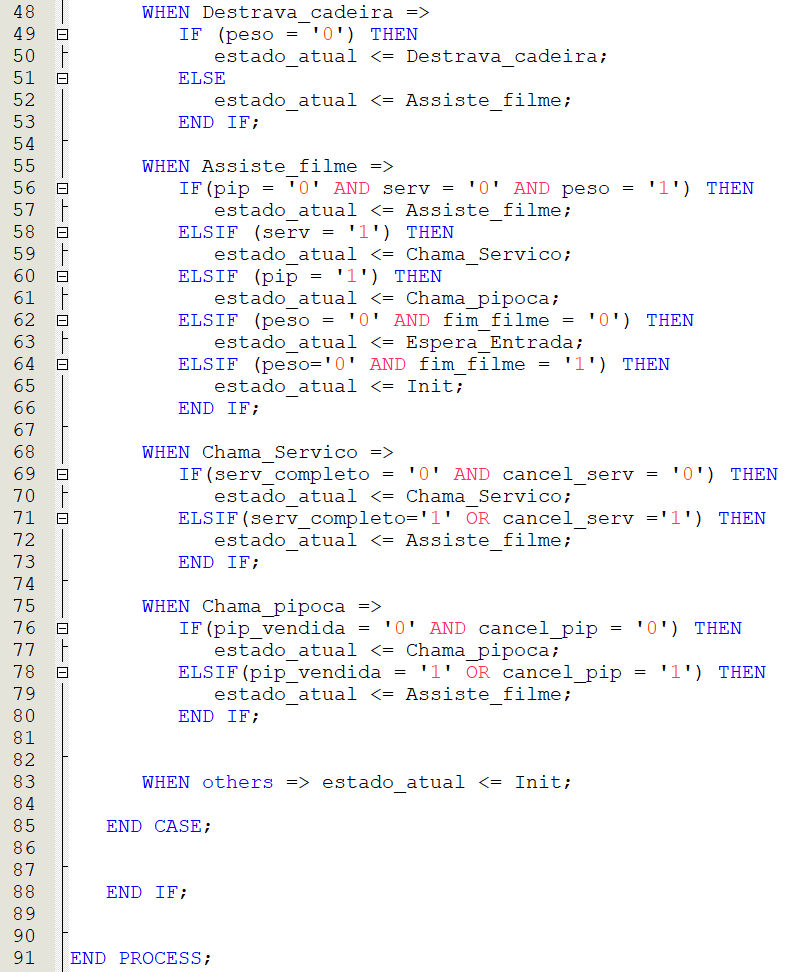 48 WHEN Destrava_cadeira =>
49 IF (peso = '0') THEN
50 estado_atual <= Destrava_cadeira;
51 ELSE
52 estado_atual <= Assiste_filme;
53 END IF;
54
55 WHEN Assiste_filme =>
56 IF(pip = '0' AND serv = '0' AND peso = '1') THEN
57 estado_atual <= Assiste_filme;
58 ELSIF (serv = '1') THEN
59 estado_atual <= Chama_Servico;
60 ELSIF (pip = '1') THEN
61 estado_atual <= Chama_pipoca;
62 ELSIF (peso = '0' AND fim_filme = '0') THEN
63 estado_atual <= Espera_Entrada;
64 ELSIF (peso='0' AND fim_filme = '1') THEN
65 estado_atual <= Init;
66 END IF;
67
68 WHEN Chama_Servico =>
69 IF(serv_completo = '0' AND cancel_serv = '0') THEN
70 estado_atual <= Chama_Servico;
71 ELSIF(serv_completo='1' OR cancel_serv ='1') THEN
72 estado_atual <= Assiste_filme;
73 END IF;
74
75 WHEN Chama_pipoca =>
76 IF(pip_vendida = '0' AND cancel_pip = '0') THEN
77 estado_atual <= Chama_pipoca;
78 ELSIF(pip_vendida = '1' OR cancel_pip = '1') THEN
79 estado_atual <= Assiste_filme;
80 END IF;
81
82
83 WHEN others => estado_atual <= Init;
84
85 END CASE;
86
87
88 END IF;
89
90
91 END PROCESS;